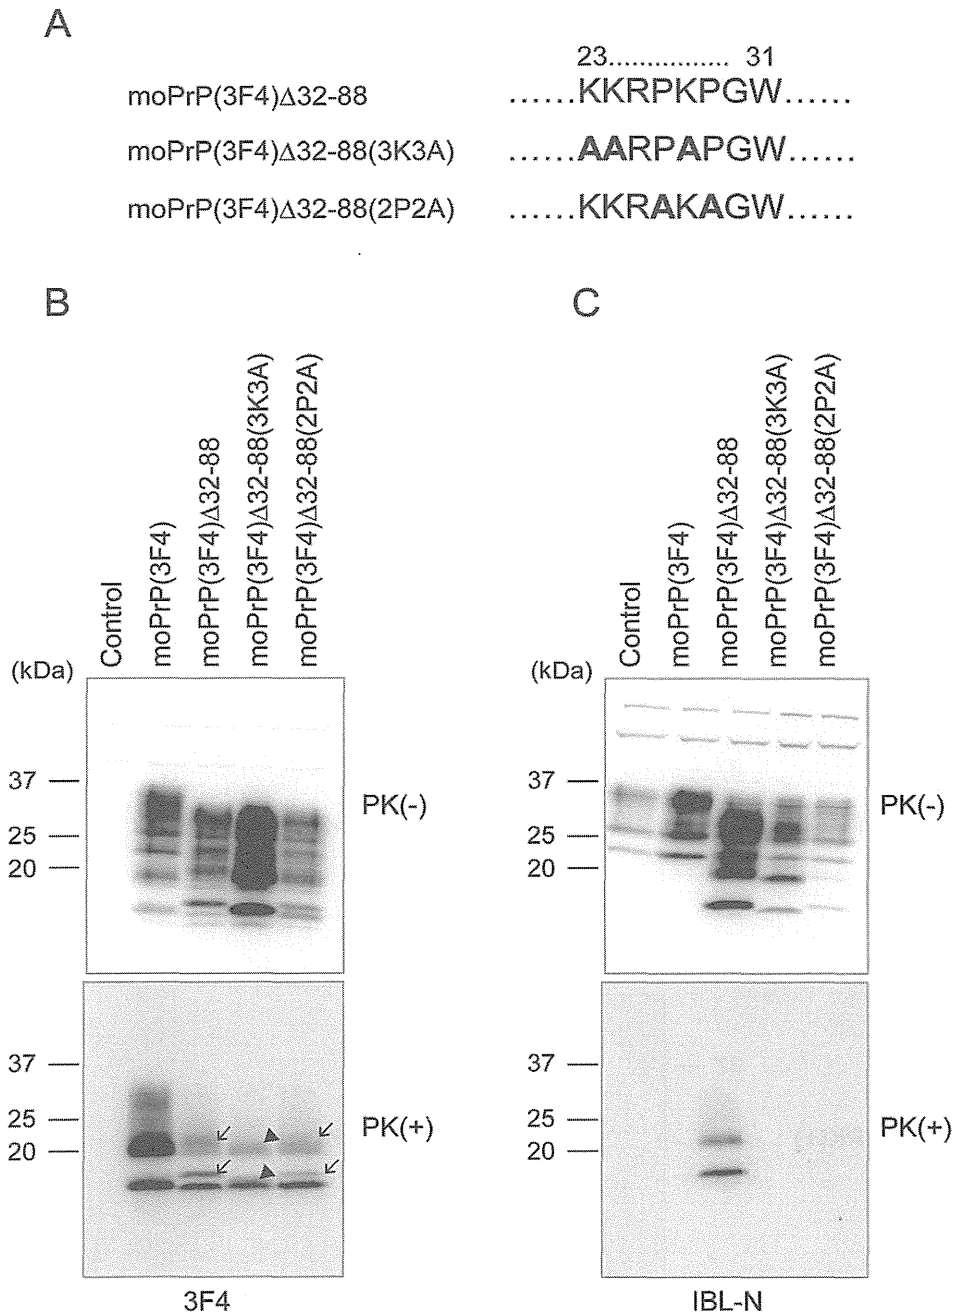 A
23................ 31
moPrP(3F4)Δ32-88 ......KKRPKPGW......
moPrP(3F4)Δ32-88(3K3A) ......AARPAPGW......
moPrP(3F4)Δ32-88(2P2A) ......KKRAKAGW......
B
Control
moPrP(3F4)
moPrP(3F4)Δ32-88
moPrP(3F4)Δ32-88(3K3A)
moPrP(3F4)Δ32-88(2P2A)
(kDa)
37
25
20
PK(-)
37
25
20
PK(+)
3F4
C
Control
moPrP(3F4)
moPrP(3F4)Δ32-88
moPrP(3F4)Δ32-88(3K3A)
moPrP(3F4)Δ32-88(2P2A)
(kDa)
37
25
20
PK(-)
37
25
20
PK(+)
IBL-N